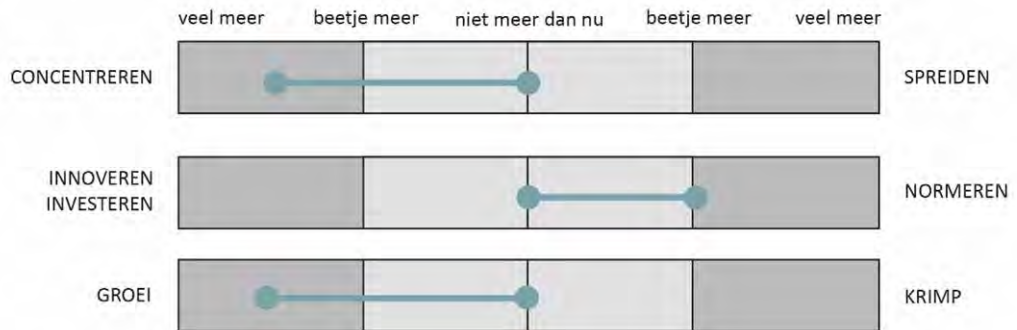 veel meer beetje meer niet meer dan nu beetje meer veel meer
CONCENTREREN SPREIDEN
INNOVEREN
INVESTEREN NORMEREN
GROEI KRIMP